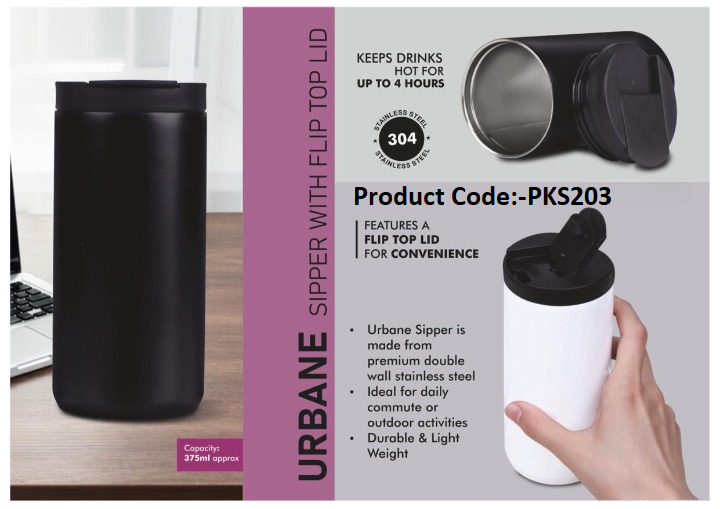 Capacity:
375ml approx
URBANE SIPPER WITH FLIP TOP LID
KEEPS DRINKS
HOT FOR
UP TO 4 HOURS
STAINLESS STEEL
304
STAINLESS STEEL
Product Code:-PKS203
FEATURES A
FLIP TOP LID
FOR CONVENIENCE
• Urbane Sipper is
made from
premium double
wall stainless steel
• Ideal for daily
commute or
outdoor activities
• Durable & Light
Weight